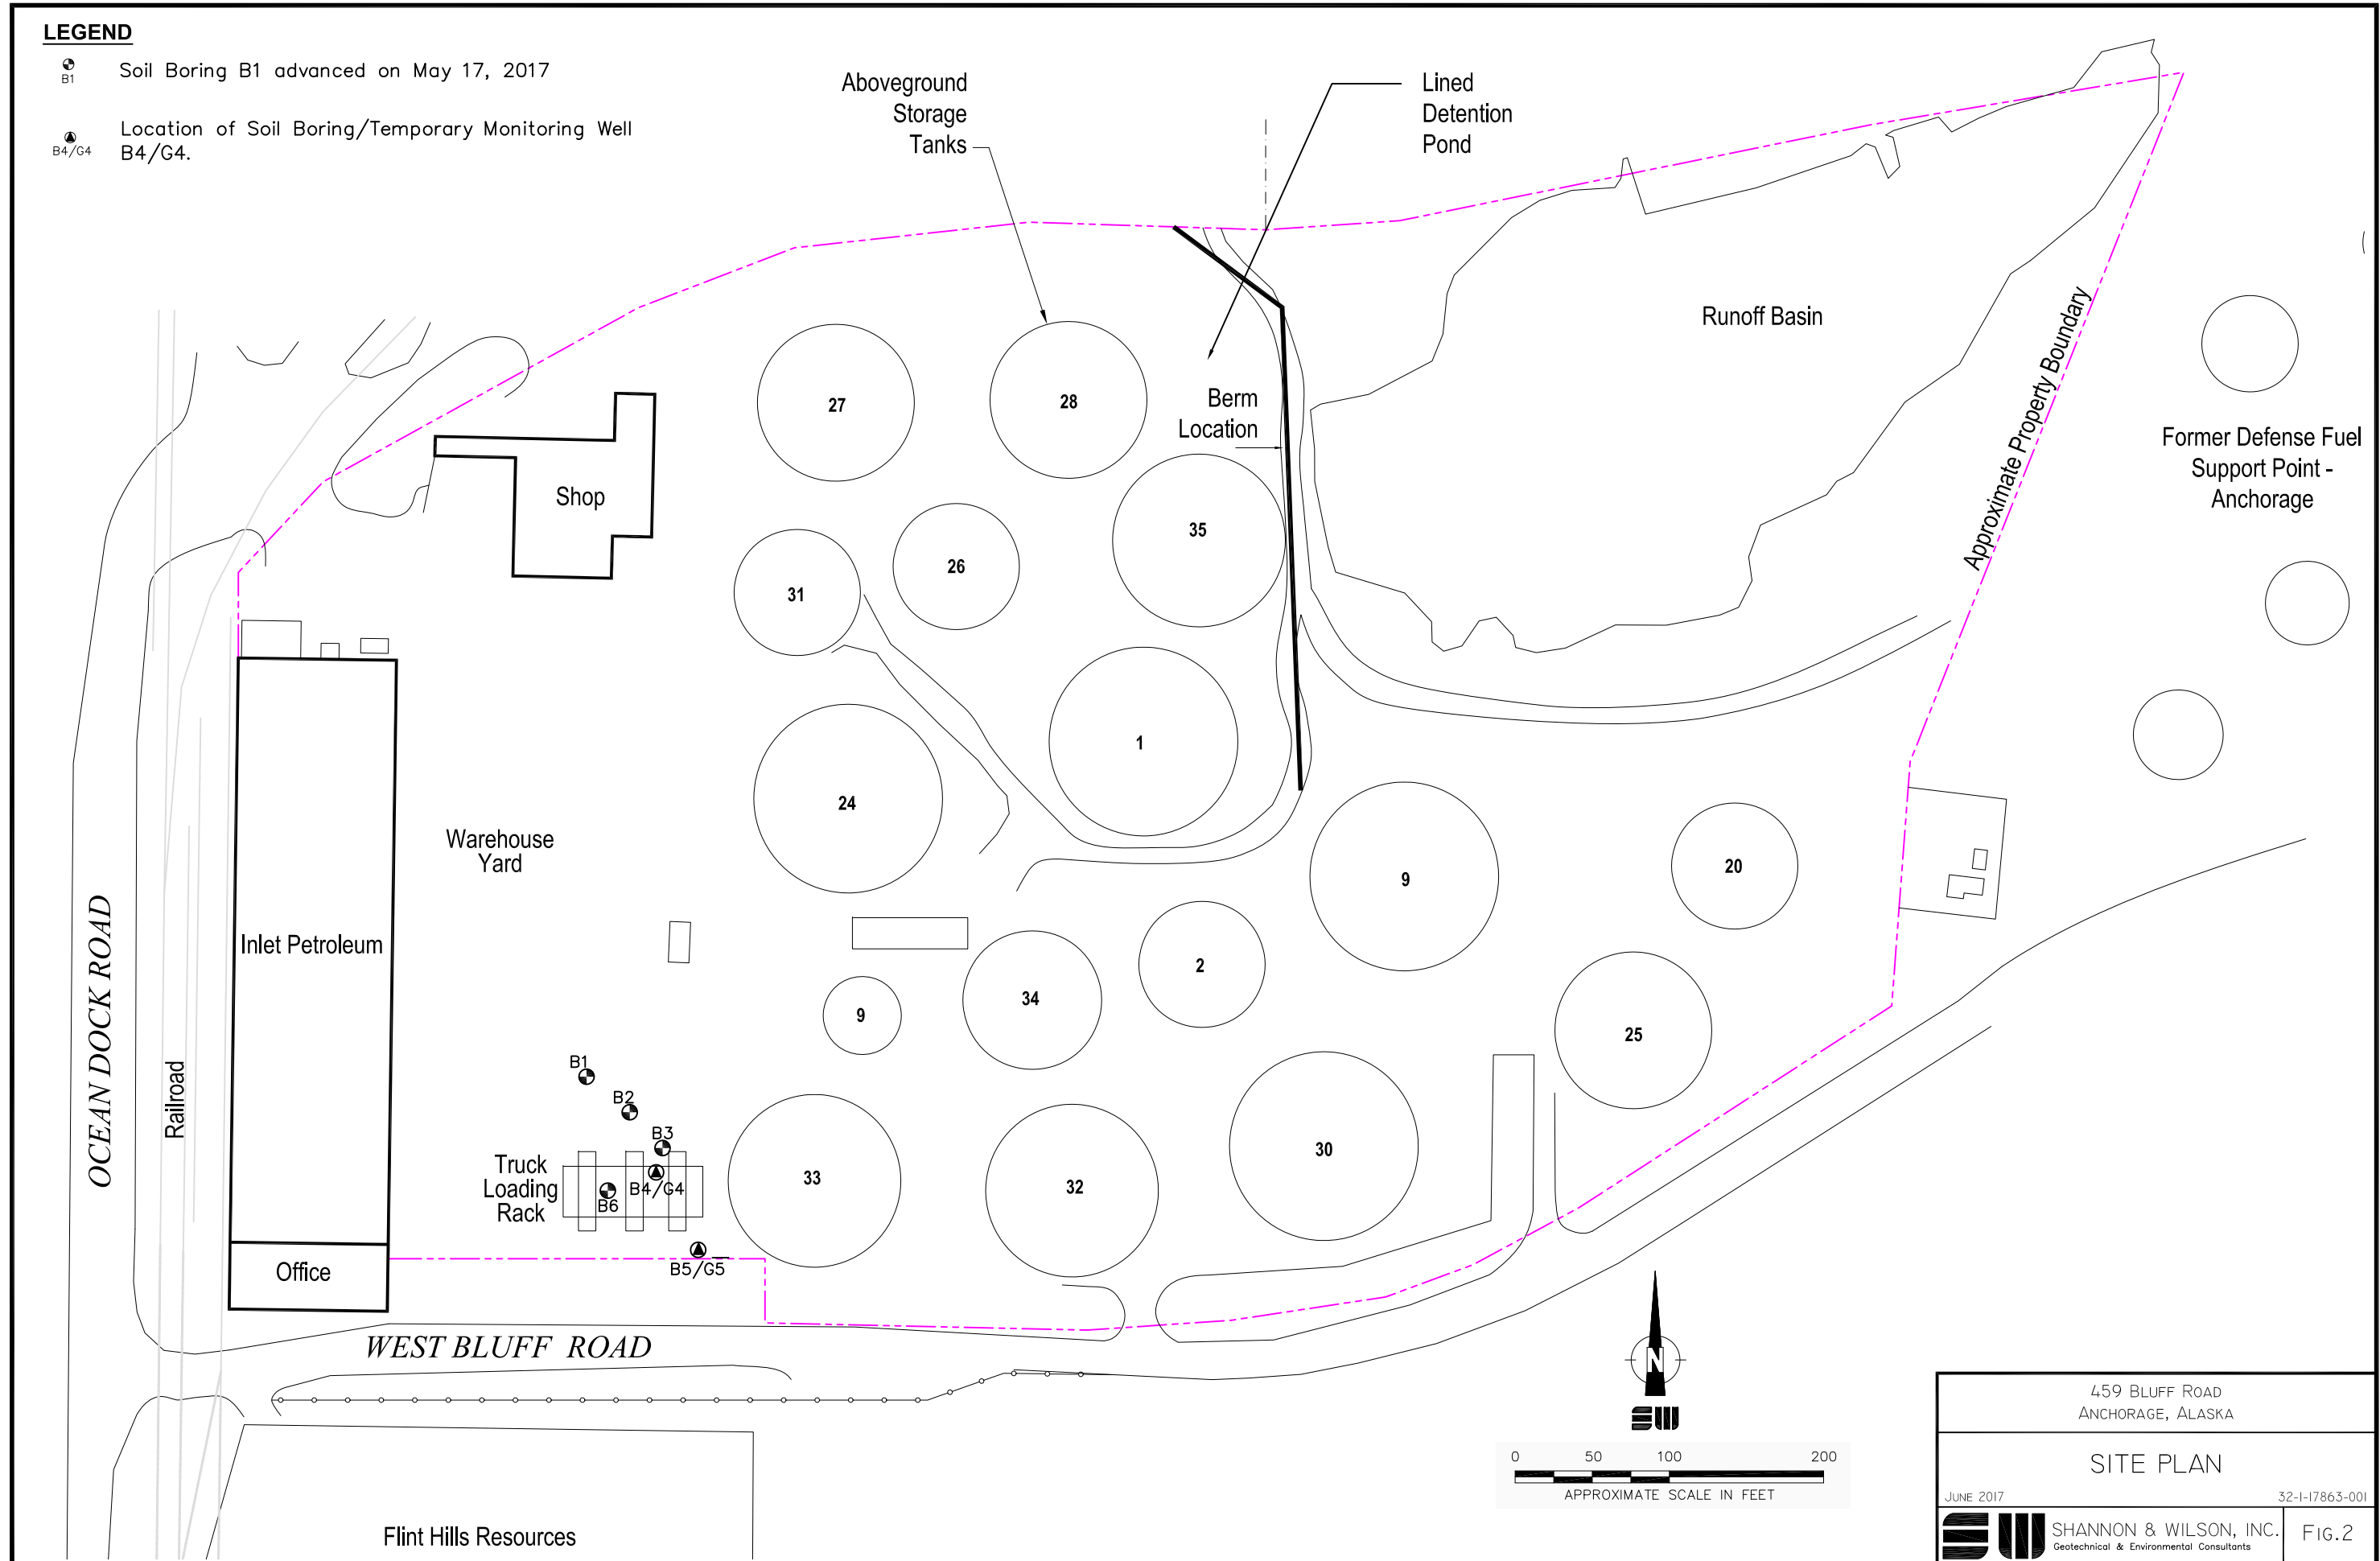 LEGEND
B1
Soil Boring B1 advanced on May 17, 2017
B4/G4
Location of Soil Boring/Temporary Monitoring Well
B4/G4.
Aboveground
Storage
Tanks
Lined
Detention
Pond
Runoff Basin
Approximate Property Boundary
Former Defense Fuel
Support Point -
Anchorage
27
28
Berm
Location
Shop
35
26
31
1
24
Warehouse
Yard
9
20
Inlet Petroleum
OCEAN DOCK ROAD
Railroad
2
34
9
25
B1
B2
B3
30
33
32
Truck
Loading
Rack
B4/G4
B6
B5/G5
Office
WEST BLUFF ROAD
N
SW
0 50 100 200
APPROXIMATE SCALE IN FEET
Flint Hills Resources
459 BLUFF ROAD
ANCHORAGE, ALASKA
SITE PLAN
JUNE 2017
32-1-17863-001
SW
SHANNON & WILSON, INC.
Geotechnical & Environmental Consultants
FIG.2